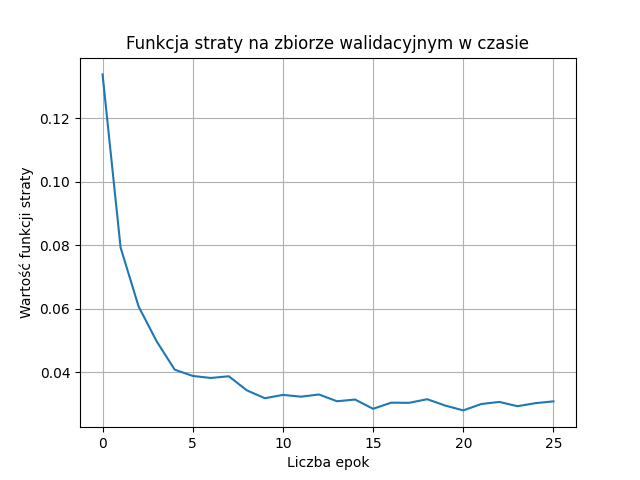 Funkcja straty na zbiorze walidacyjnym w czasie
0.12
0.10
0.08
0.06
0.04
Wartość funkcji straty
0 5 10 15 20 25
Liczba epok